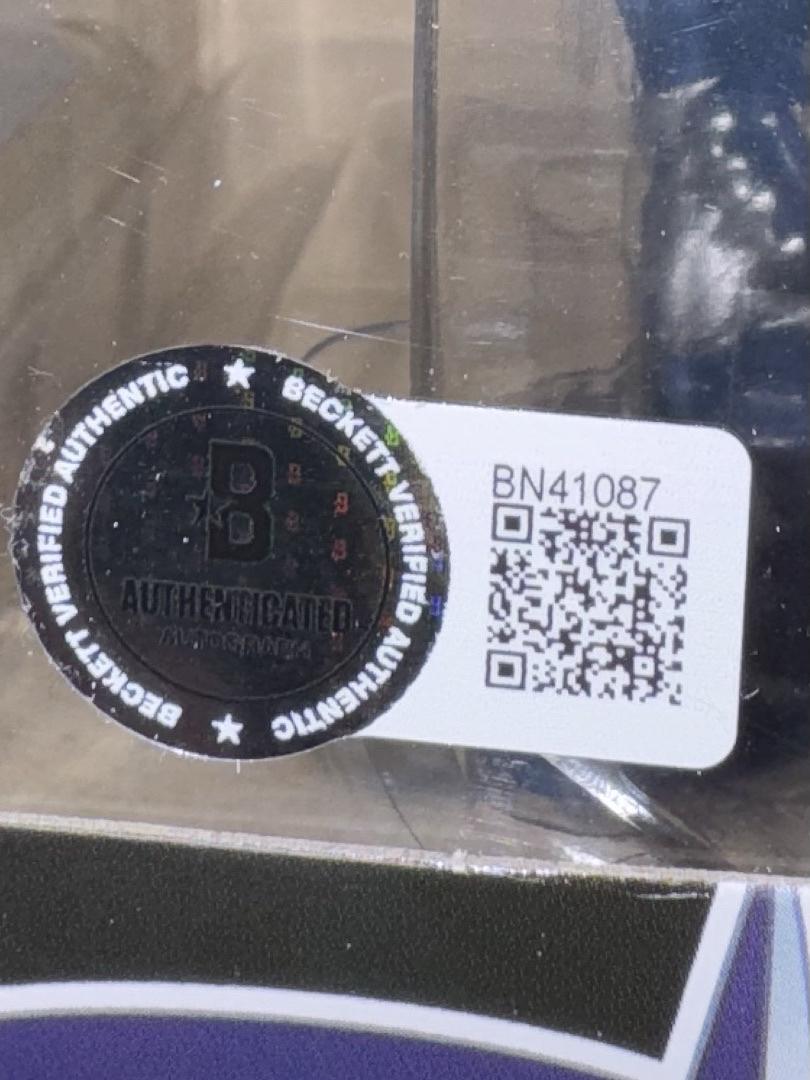 BECKETT VERIFIED AUTHENTIC ★ BECKETT VERIFIED AUTHENTIC ★
B
AUTHENTICATED
AUTOGRAPH
BN41087